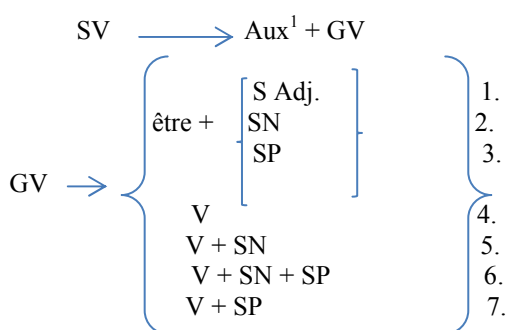 SV → Aux¹ + GV
S Adj. 1.
être + SN 2.
SP 3.
GV →
V 4.
V + SN 5.
V + SN + SP 6.
V + SP 7.